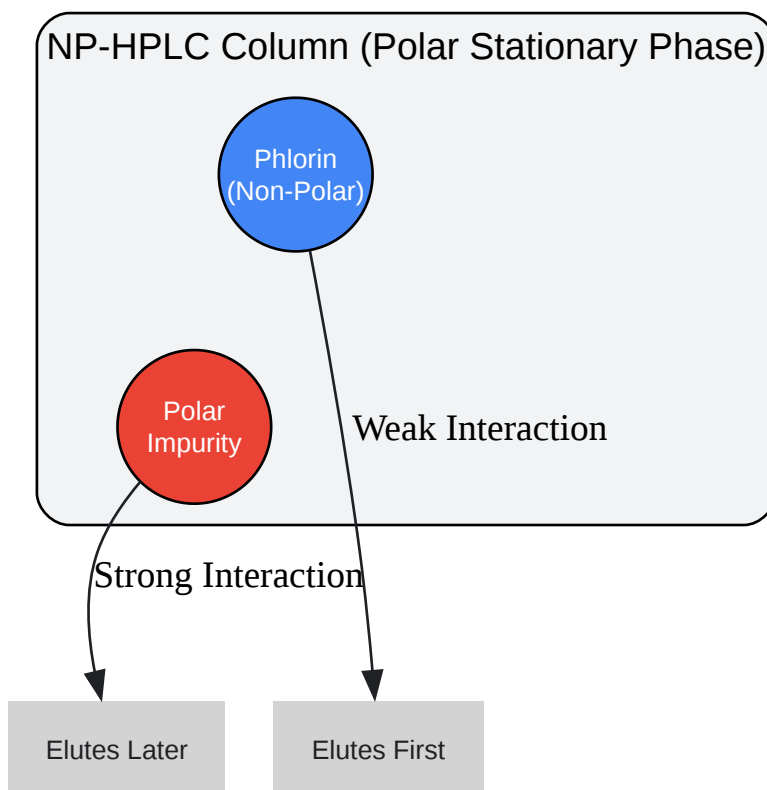 NP-HPLC Column (Polar Stationary Phase)
Phlorin
(Non-Polar)
Polar
Impurity
Weak Interaction
Strong Interaction
Elutes Later
Elutes First